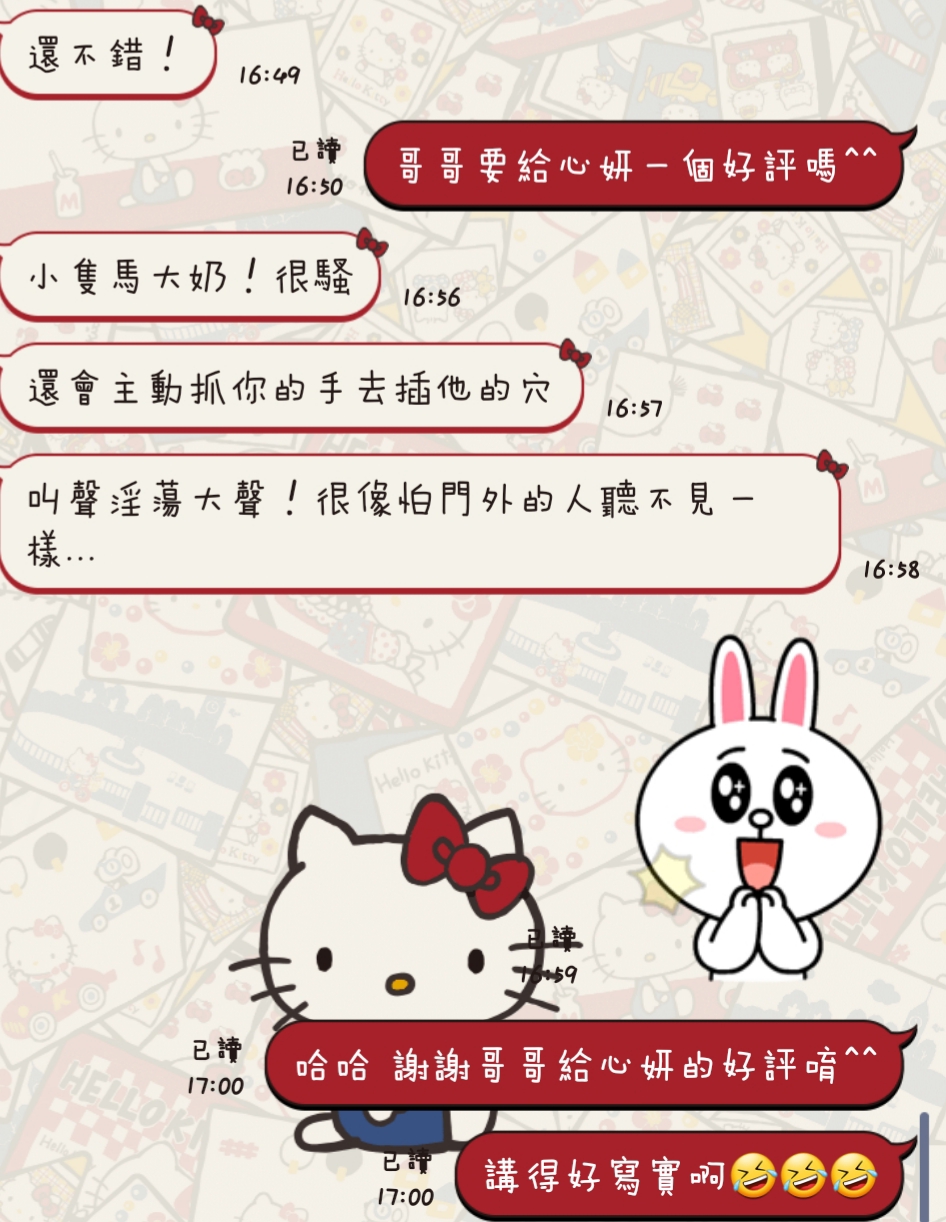 還不錯！
16:49
已讀
16:50
哥哥要給心妍一個好評嗎^^
小隻馬大奶！很騷
16:56
還會主動抓你的手去插他的穴
16:57
叫聲淫蕩大聲！很像怕門外的人聽不見一
樣...
16:58
已讀
16:59
已讀
17:00
哈哈 謝謝哥哥給心妍的好評唷^^
已讀
17:00
講得好寫實啊🤣🤣🤣